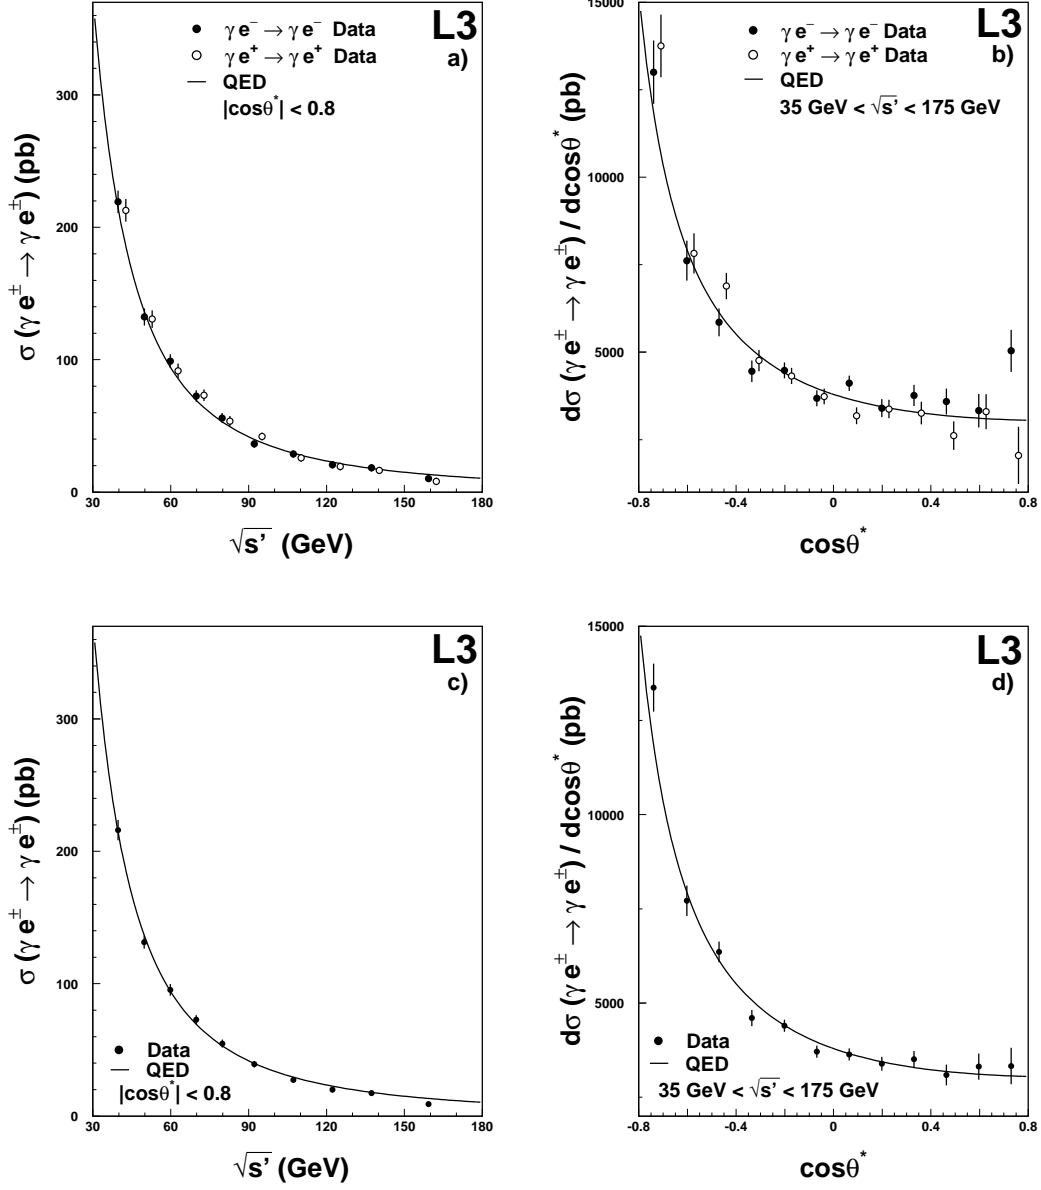 L3
a)
● γ e⁻ → γ e⁻ Data
○ γ e⁺ → γ e⁺ Data
— QED
|cosθ*| < 0.8
σ (γ e± → γ e±) (pb)
300
200
100
0
30 60 90 120 150 180
√s’ (GeV)
L3
b)
● γ e⁻ → γ e⁻ Data
○ γ e⁺ → γ e⁺ Data
— QED
35 GeV < √s’ < 175 GeV
dσ (γ e± → γ e±) / dcosθ* (pb)
15000
10000
5000
-0.8 -0.4 0 0.4 0.8
cosθ*
L3
c)
σ (γ e± → γ e±) (pb)
300
200
100
0
● Data
— QED
|cosθ*| < 0.8
30 60 90 120 150 180
√s’ (GeV)
L3
d)
dσ (γ e± → γ e±) / dcosθ* (pb)
15000
10000
5000
● Data
— QED
35 GeV < √s’ < 175 GeV
-0.8 -0.4 0 0.4 0.8
cosθ*